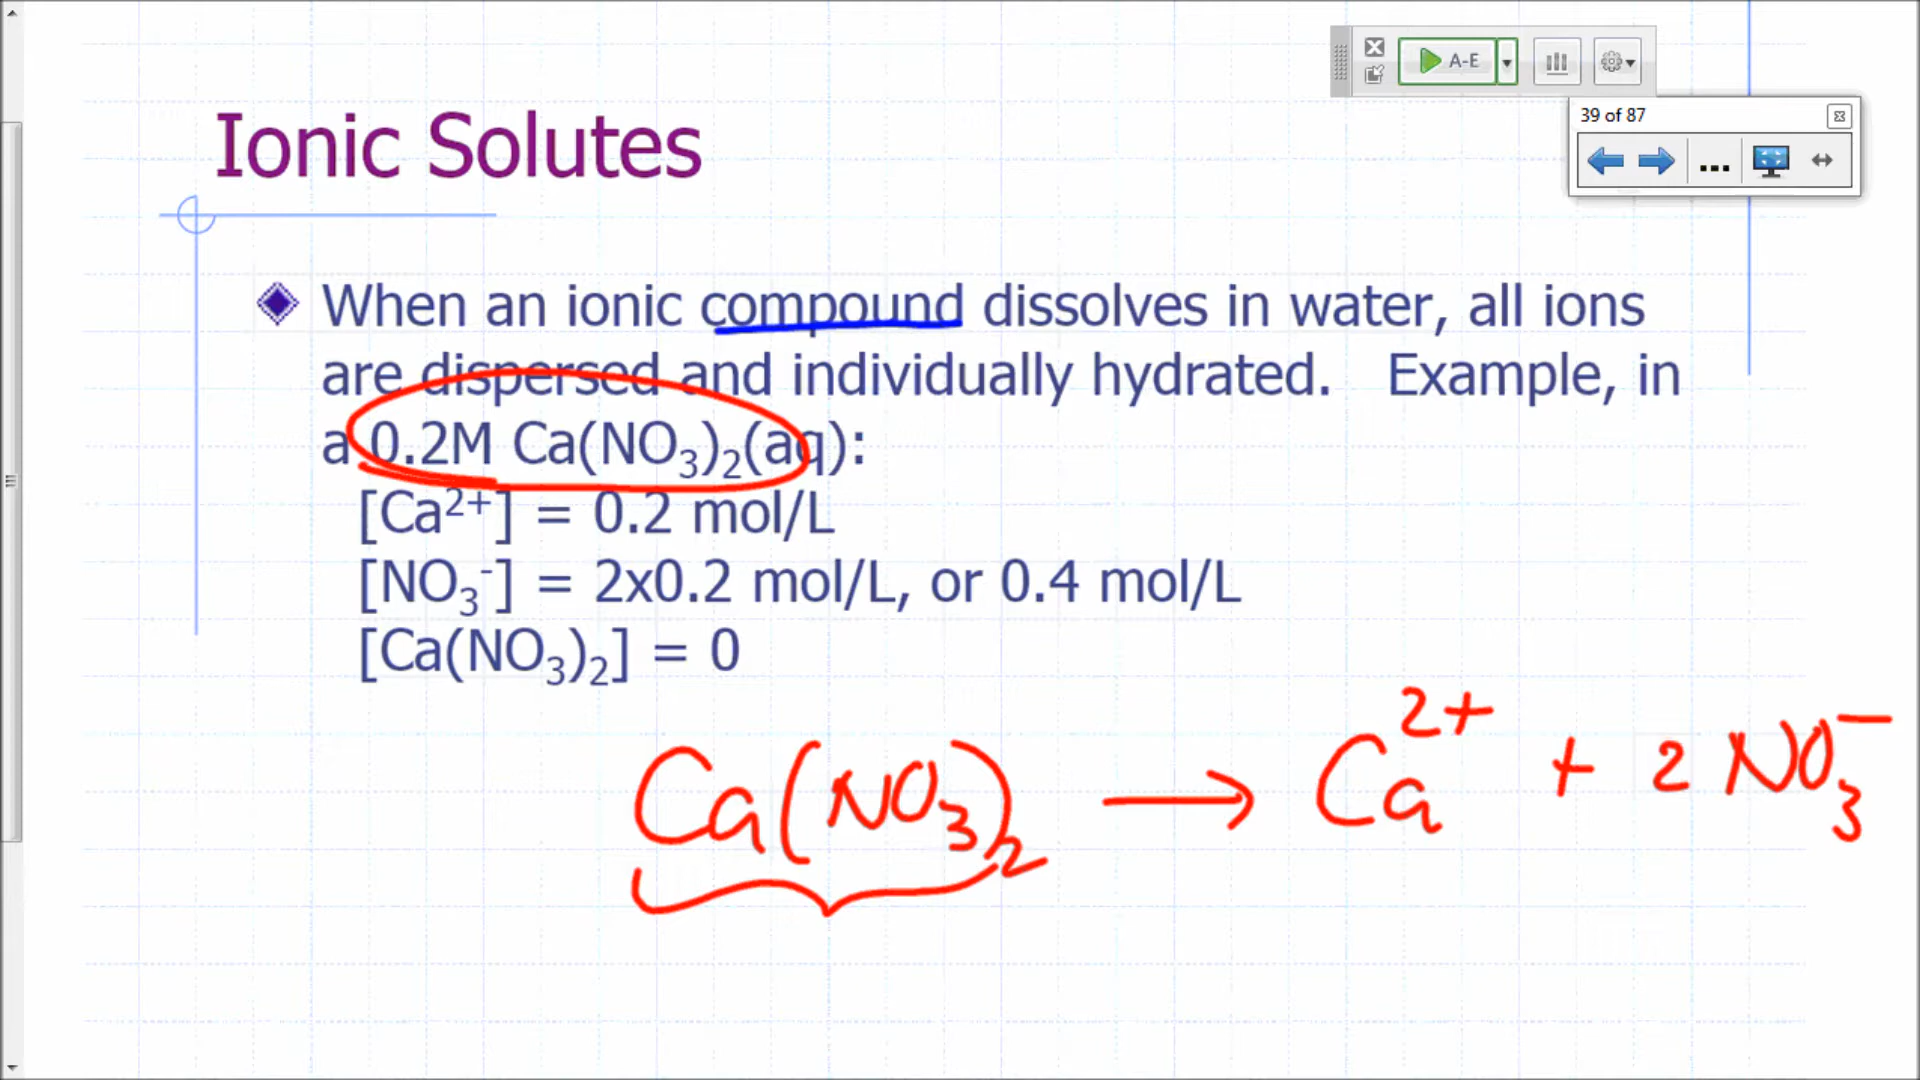 A-E
39 of 87
...
Ionic Solutes
When an ionic compound dissolves in water, all ions
are dispersed and individually hydrated. Example, in
a 0.2M Ca(NO₃)₂(aq):
[Ca²⁺] = 0.2 mol/L
[NO₃⁻] = 2x0.2 mol/L, or 0.4 mol/L
[Ca(NO₃)₂] = 0
Ca(NO₃)₂ → Ca²⁺ + 2 NO₃⁻